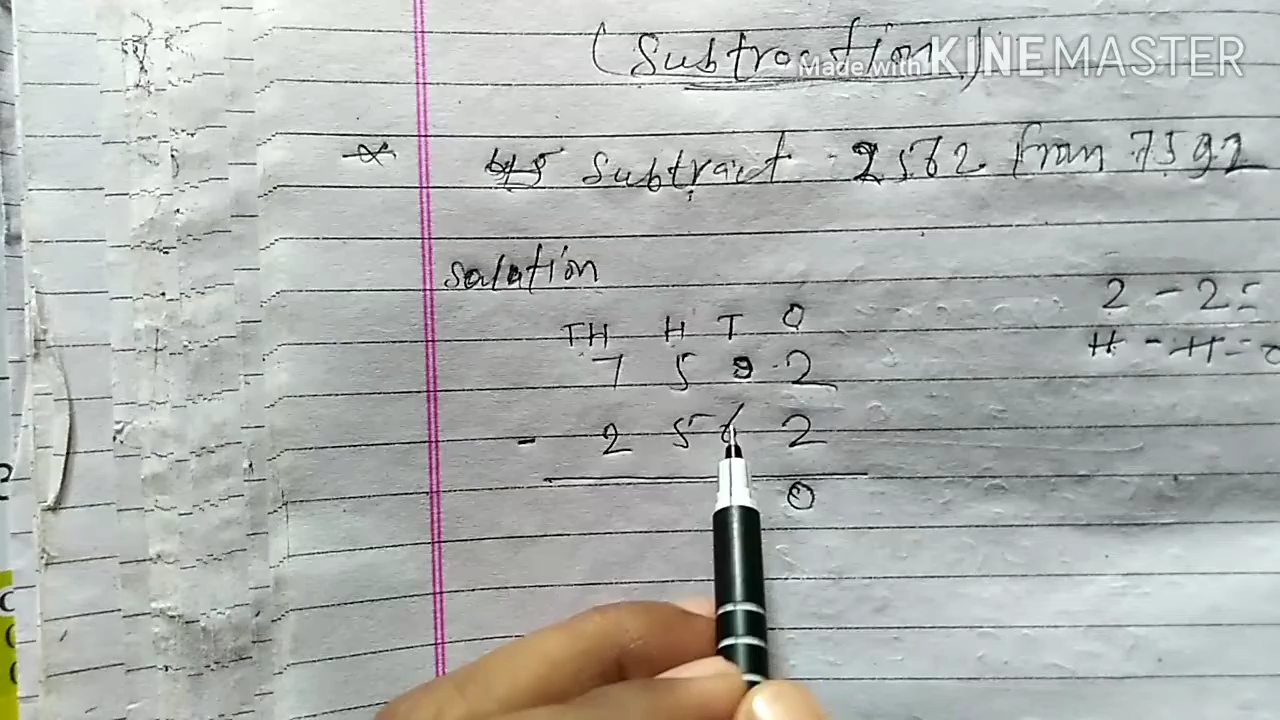 (Subtraction)
Made with KINEMASTER
Subtract 2562 from 7592
Solution
TH H T O
7 5 9 2
- 2 5 6 2
0
2 - 2 =